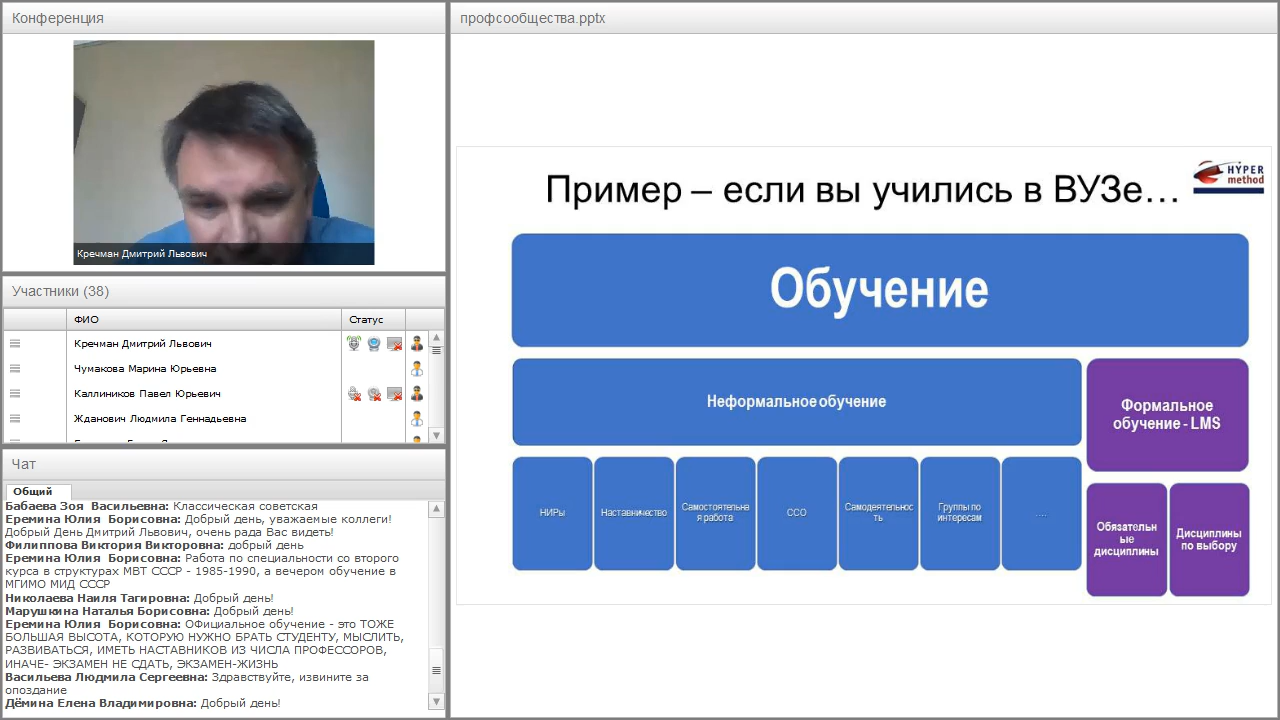 Конференция
Кречман Дмитрий Львович
Участники (38)
ФИО
Статус
Кречман Дмитрий Львович
Чумакова Марина Юрьевна
Каллиников Павел Юрьевич
Жданович Людмила Геннадьевна
Чат
Общий
Бабаева Зоя Васильевна: Классическая советская
Еремина Юлия Борисовна: Добрый день, уважаемые коллеги!
Добрый День Дмитрий Львович, очень рада Вас видеть!
Филиппова Виктория Викторовна: добрый день
Еремина Юлия Борисовна: Работа по специальности со второго
курса в структурах МВТ СССР - 1985-1990, а вечером обучение в
МГИМО МИД СССР
Николаева Наиля Тагировна: Добрый день!
Марушкина Наталья Борисовна: Добрый день!
Еремина Юлия Борисовна: ОФициальное обучение - это ТОЖЕ
БОЛЬШАЯ ВЫСОТА, КОТОРУЮ НУЖНО БРАТЬ СТУДЕНТУ, МЫСЛИТЬ,
РАЗВИВАТЬСЯ, ИМЕТЬ НАСТАВНИКОВ ИЗ ЧИСЛА ПРОФЕССОРОВ,
ИНАЧЕ- ЭКЗАМЕН НЕ СДАТЬ, ЭКЗАМЕН-ЖИЗНЬ
Васильева Людмила Сергеевна: Здравствуйте, извините за
опоздание
Дёмина Елена Владимировна: Добрый день!
профсообщества.pptx
HYPER
method
Пример – если вы учились в ВУЗе…
Обучение
Неформальное обучение
Формальное
обучение - LMS
НИРы
Наставничество
Самостоятельна
я работа
ССО
Самодеятельнос
ть
Группы по
интересам
....
Обязательн
ые
дисциплины
Дисциплины
по выбору